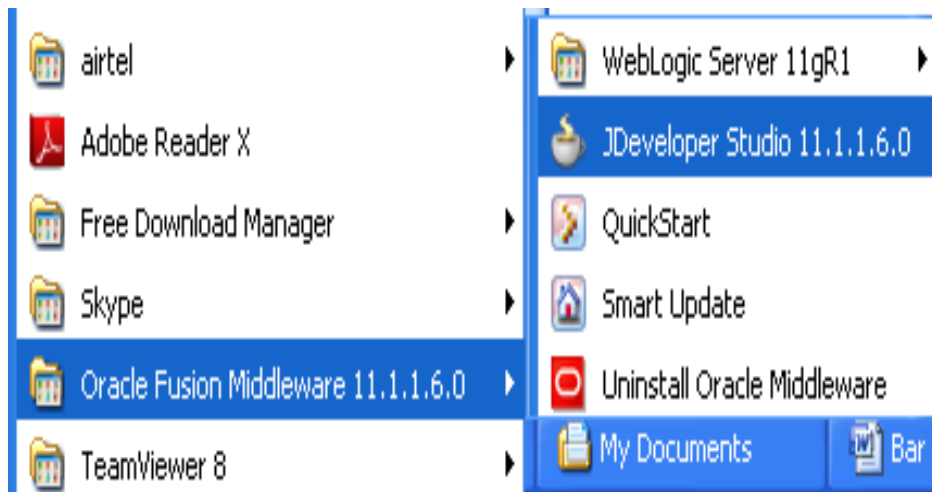 airtel
Adobe Reader X
Free Download Manager
Skype
Oracle Fusion Middleware 11.1.1.6.0
TeamViewer 8
WebLogic Server 11gR1
JDeveloper Studio 11.1.1.6.0
QuickStart
Smart Update
Uninstall Oracle Middleware
My Documents
Bar